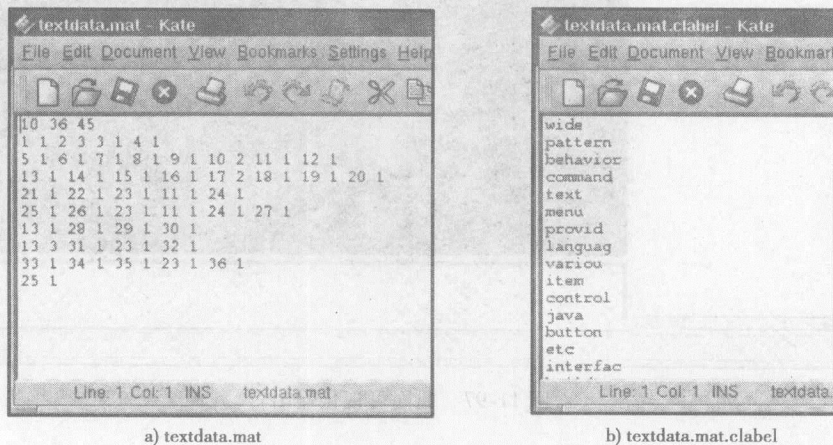 textdata.mat - Kate
File Edit Document View Bookmarks Settings Help
10 36 45
1 1 2 3 3 1 4 1
5 1 6 1 7 1 8 1 9 1 10 2 11 1 12 1
13 1 14 1 15 1 16 1 17 2 18 1 19 1 20 1
21 1 22 1 23 1 11 1 24 1
25 1 26 1 23 1 11 1 24 1 27 1
13 1 28 1 29 1 30 1
13 3 31 1 23 1 32 1
33 1 34 1 35 1 23 1 36 1
25 1
Line: 1 Col: 1 INS textdata.mat
a) textdata.mat
textdata.mat.clabel - Kate
File Edit Document View Bookmark
wide
pattern
behavior
command
text
menu
provid
languag
variou
item
control
java
button
etc
interfac
Line: 1 Col: 1 INS textdata.
b) textdata.mat.clabel